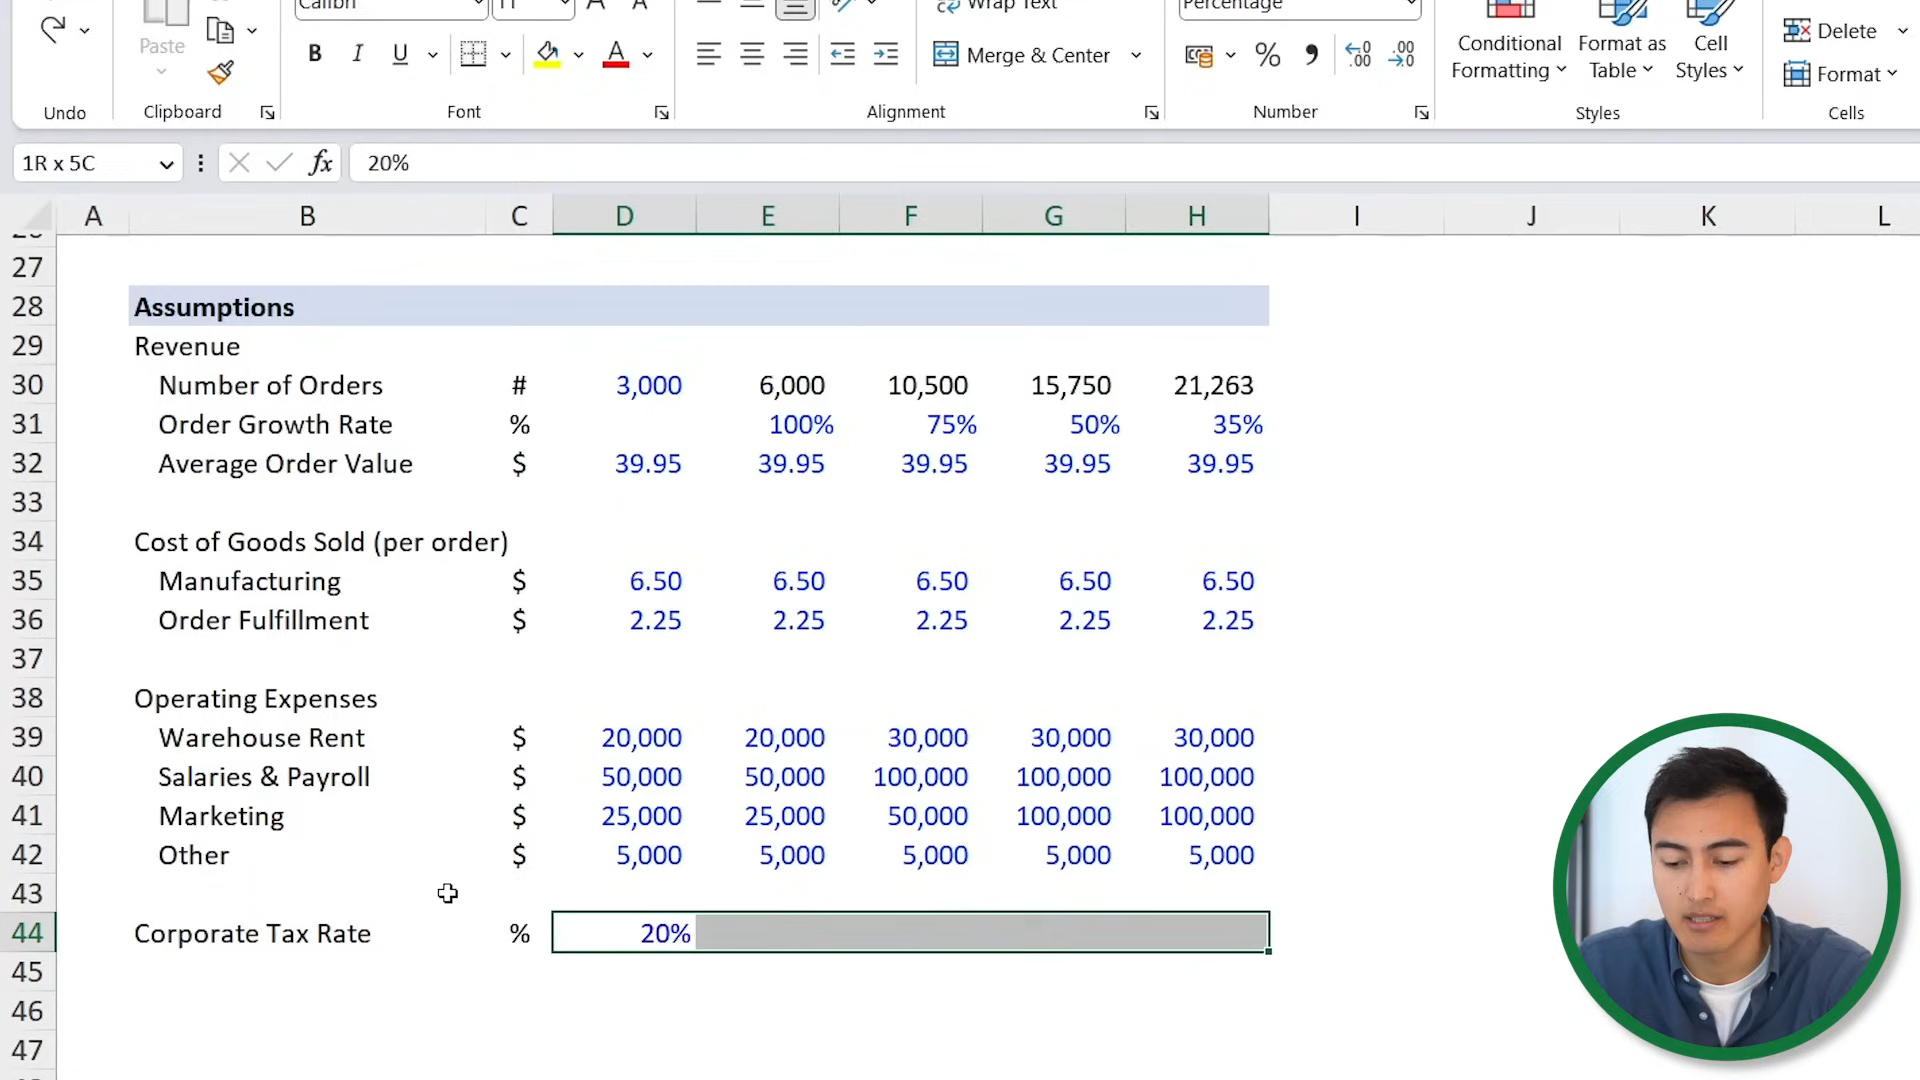 Calibri 11 A A Wrap Text Percentage
Paste B I U A Merge & Center % Conditional Formatting Format as Table Cell Styles Delete Format
Undo Clipboard Font Alignment Number Styles Cells
1R x 5C fx 20%
A B C D E F G H I J K L
27
28 Assumptions
29 Revenue
30 Number of Orders # 3,000 6,000 10,500 15,750 21,263
31 Order Growth Rate % 100% 75% 50% 35%
32 Average Order Value $ 39.95 39.95 39.95 39.95 39.95
33
34 Cost of Goods Sold (per order)
35 Manufacturing $ 6.50 6.50 6.50 6.50 6.50
36 Order Fulfillment $ 2.25 2.25 2.25 2.25 2.25
37
38 Operating Expenses
39 Warehouse Rent $ 20,000 20,000 30,000 30,000 30,000
40 Salaries & Payroll $ 50,000 50,000 100,000 100,000 100,000
41 Marketing $ 25,000 25,000 50,000 100,000 100,000
42 Other $ 5,000 5,000 5,000 5,000 5,000
43
44 Corporate Tax Rate % 20%
45
46
47